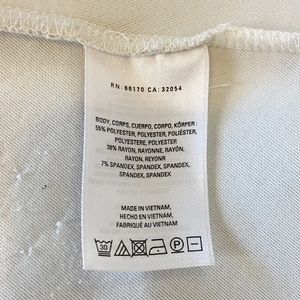 RN: 66170 CA: 32054
BODY, CORPS, CUERPO, CORPO, KÖRPER :
55% POLYESTER, POLYESTER, POLIÉSTER,
POLYESTERE, POLYESTER
38% RAYON, RAYONNE, RAYÓN,
RAYON, REYONR
7% SPANDEX, SPANDEX, SPANDEX,
SPANDEX, SPANDEX
MADE IN VIETNAM,
HECHO EN VIETNAM,
FABRIQUÉ AU VIETNAM
30 P